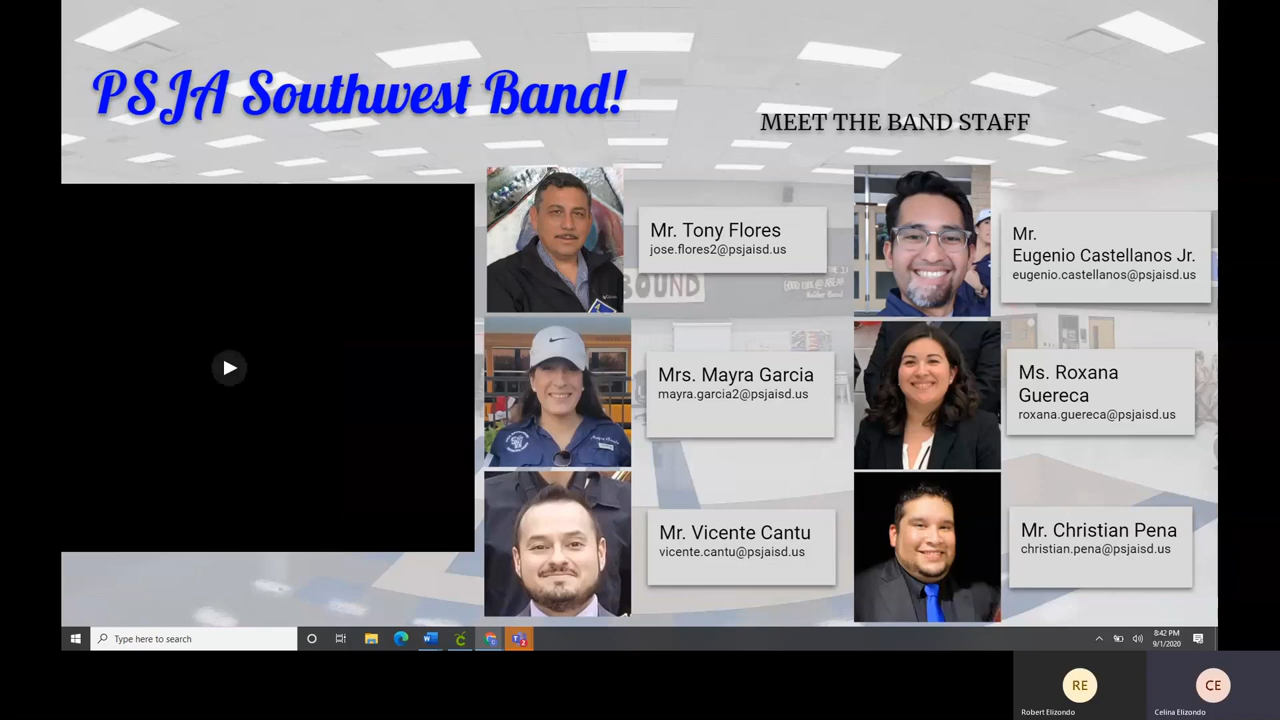 PSJA Southwest Band!
MEET THE BAND STAFF
Mr. Tony Flores
jose.flores2@psjaisd.us
Mr.
Eugenio Castellanos Jr.
eugenio.castellanos@psjaisd.us
BOUND
Mrs. Mayra Garcia
mayra.garcia2@psjaisd.us
Ms. Roxana
Guereca
roxana.guereca@psjaisd.us
Mr. Vicente Cantu
vicente.cantu@psjaisd.us
Mr. Christian Pena
christian.pena@psjaisd.us
Type here to search
8:42 PM
9/1/2020
RE
CE
Robert Elizondo
Celina Elizondo